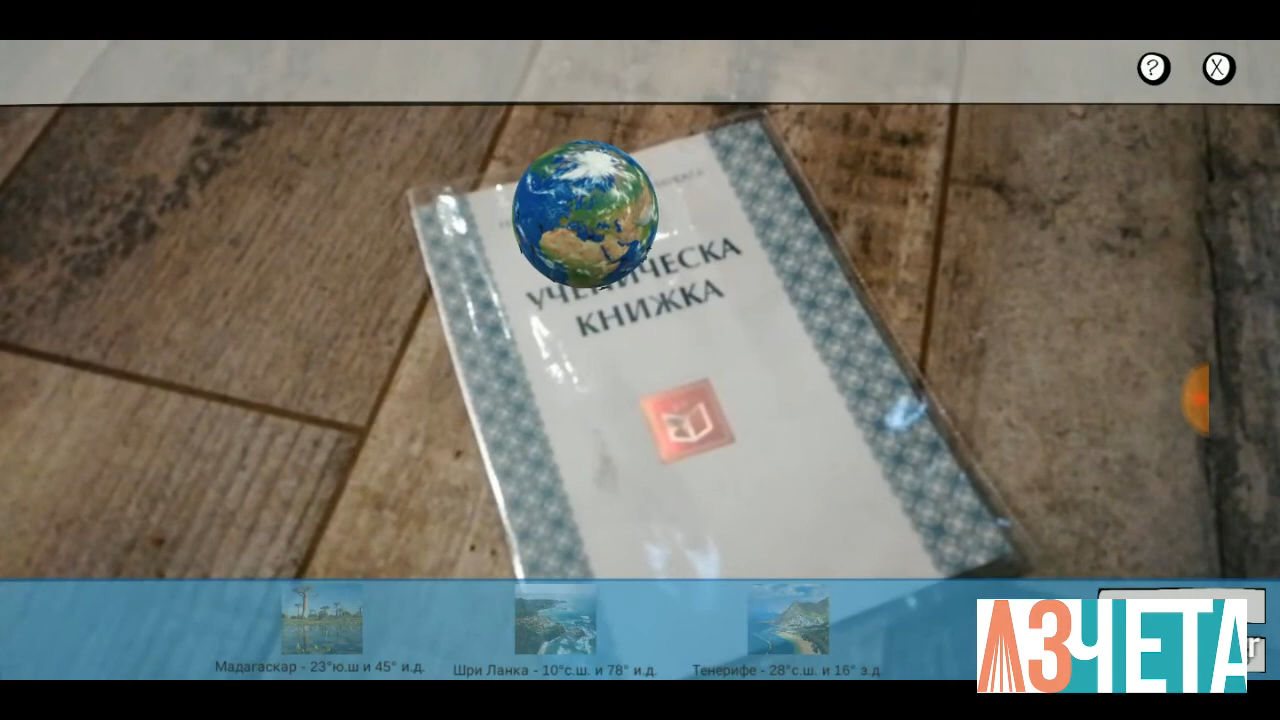 ?
X
УЧЕНИЧЕСКА
КНИЖКА
Мадагаскар - 23°ю.ш и 45° и.д.
Шри Ланка - 10°с.ш. и 78° и.д.
Тенерифе - 28°с.ш. и 16° з.д.
АЗЧЕТА